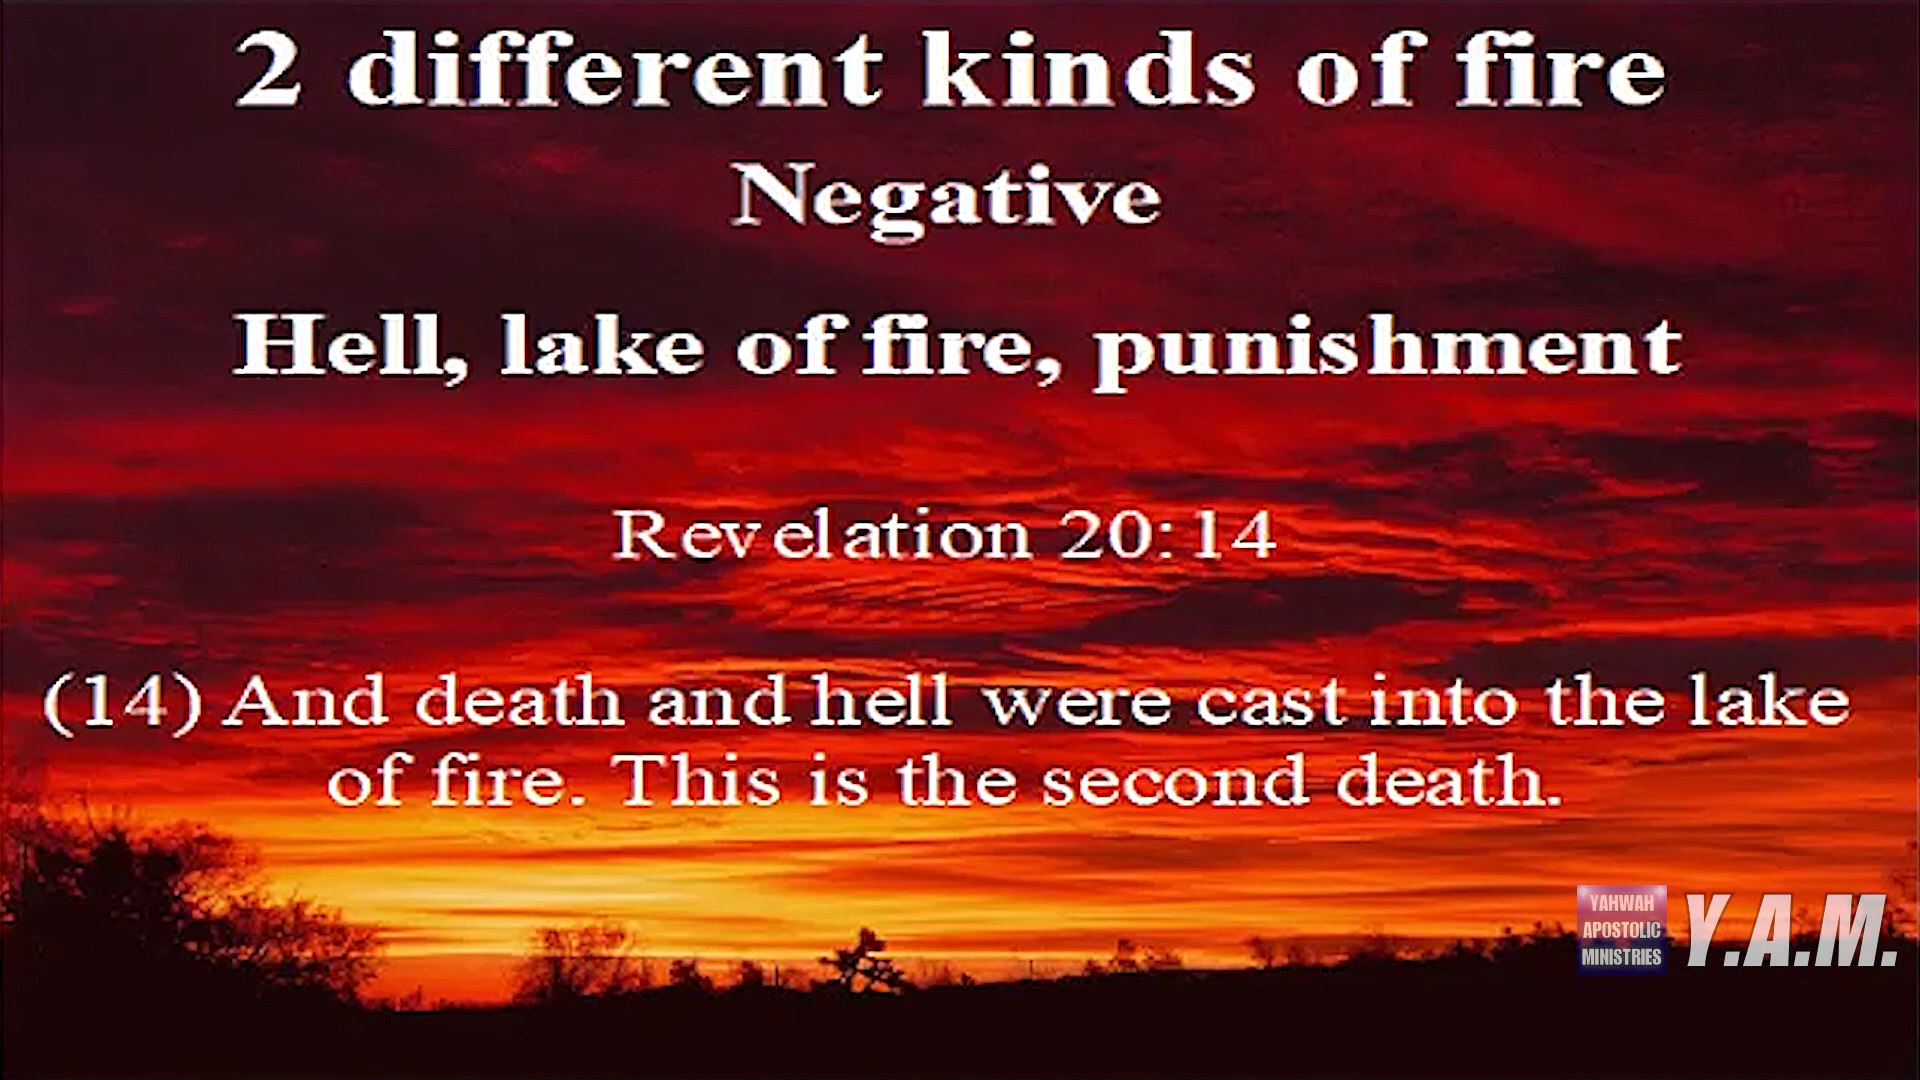 2 different kinds of fire
Negative
Hell, lake of fire, punishment
Revelation 20:14
(14) And death and hell were cast into the lake
of fire. This is the second death.
YAHWAH
APOSTOLIC
MINISTRIES
Y.A.M.